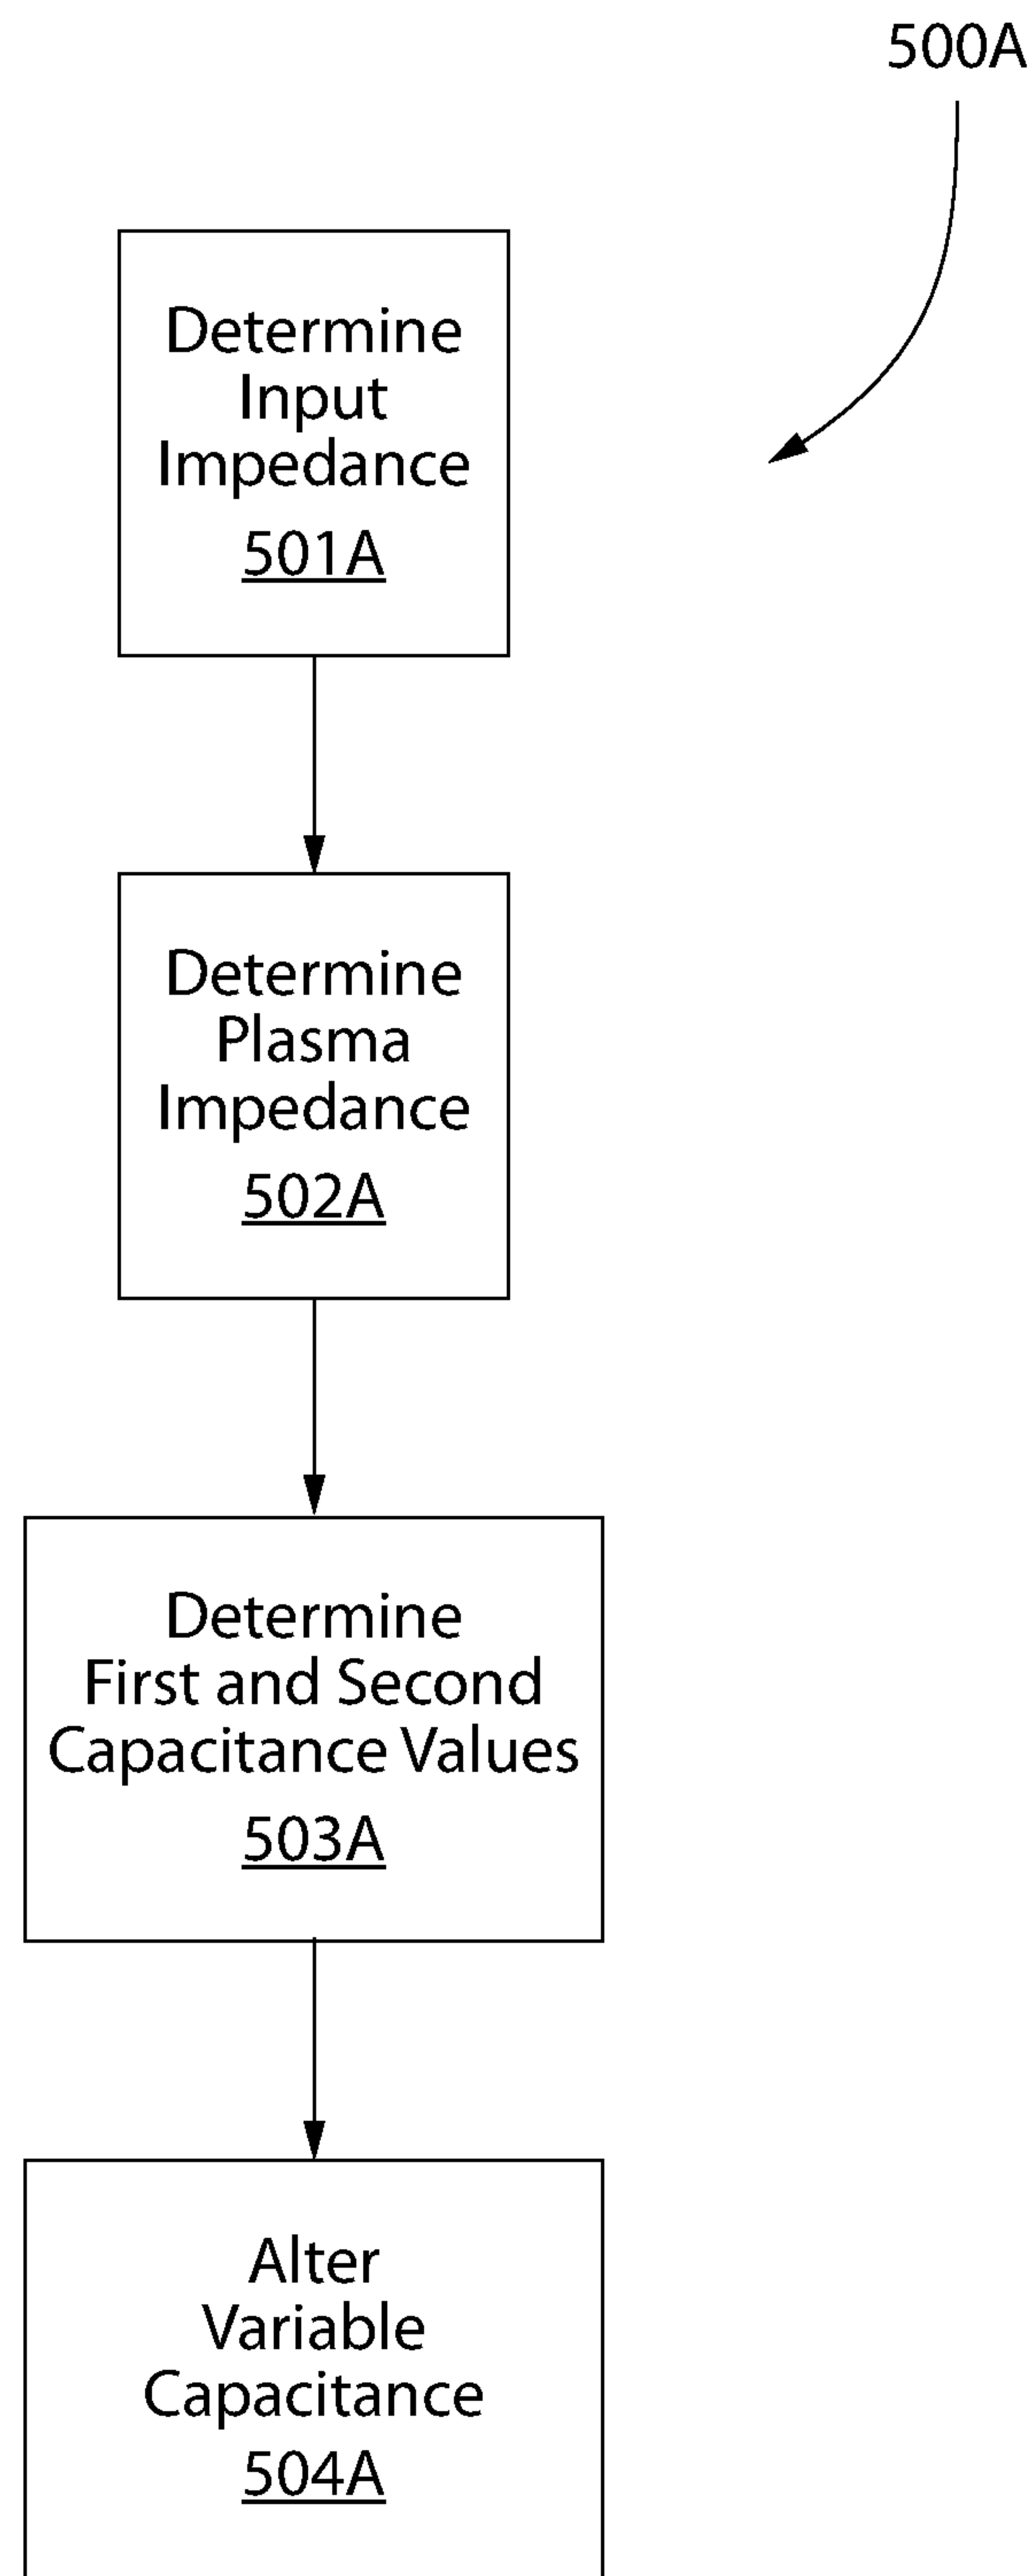 500A
Determine
Input
Impedance
501A
Determine
Plasma
Impedance
502A
Determine
First and Second
Capacitance Values
503A
Alter
Variable
Capacitance
504A